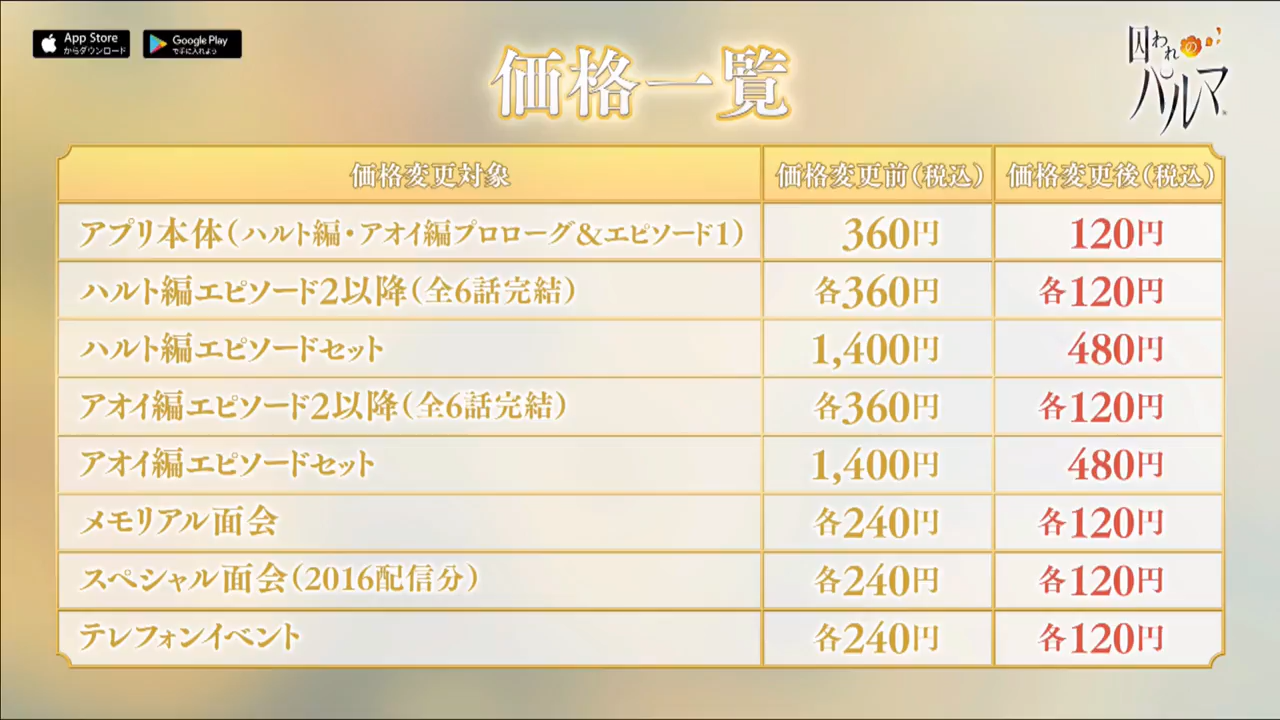 App Store
からダウンロード
Google Play
で手に入れよう
価格一覧
囚われの
パルマ
価格変更対象 価格変更前(税込) 価格変更後(税込)
アプリ本体(ハルト編・アオイ編プロローグ&エピソード1) 360円 120円
ハルト編エピソード2以降(全6話完結) 各360円 各120円
ハルト編エピソードセット 1,400円 480円
アオイ編エピソード2以降(全6話完結) 各360円 各120円
アオイ編エピソードセット 1,400円 480円
メモリアル面会 各240円 各120円
スペシャル面会(2016配信分) 各240円 各120円
テレフォンイベント 各240円 各120円